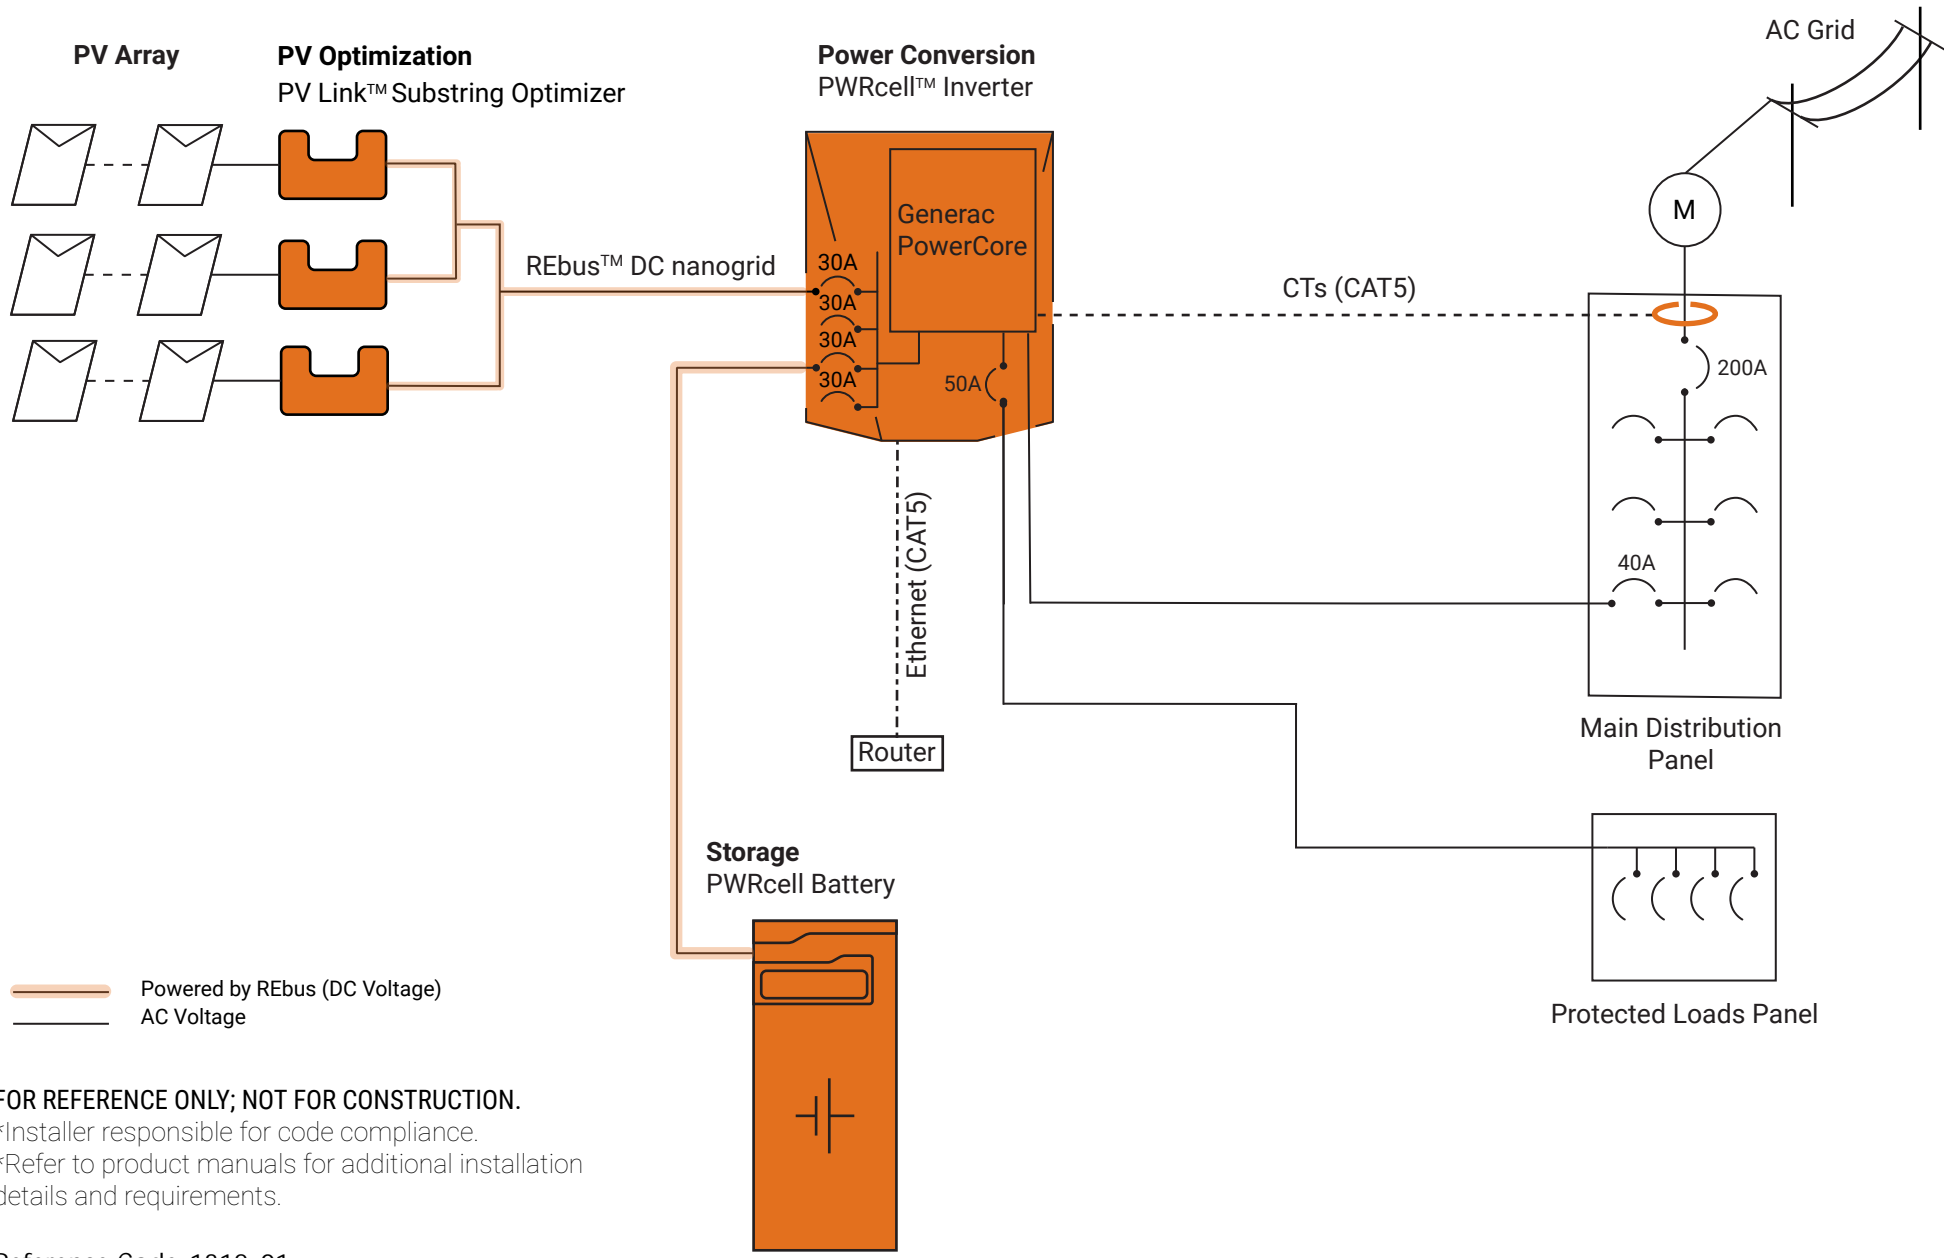 PV Array
PV Optimization
PV Link™ Substring Optimizer
Power Conversion
PWRcell™ Inverter
AC Grid
Generac
PowerCore
M
30A
30A
30A
30A
50A
REbus™ DC nanogrid
CTs (CAT5)
200A
40A
Ethernet (CAT5)
Router
Main Distribution
Panel
Storage
PWRcell Battery
Protected Loads Panel
Powered by REbus (DC Voltage)
AC Voltage
FOR REFERENCE ONLY; NOT FOR CONSTRUCTION.
*Installer responsible for code compliance.
*Refer to product manuals for additional installation
details and requirements.